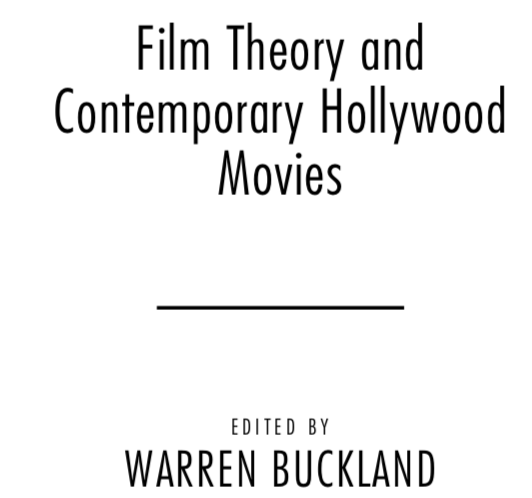 Film Theory and
Contemporary Hollywood
Movies
EDITED BY
WARREN BUCKLAND